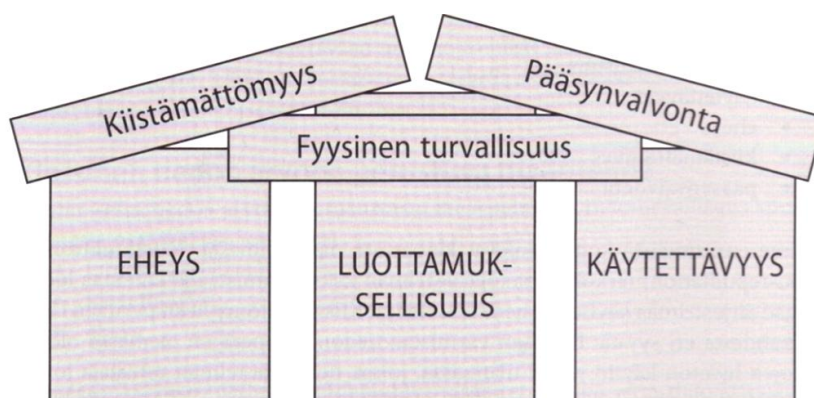 Kiistämättömyys
Pääsynvalvonta
Fyysinen turvallisuus
EHEYS
LUOTTAMUK-
SELLISUUS
KÄYTETTÄVYYS